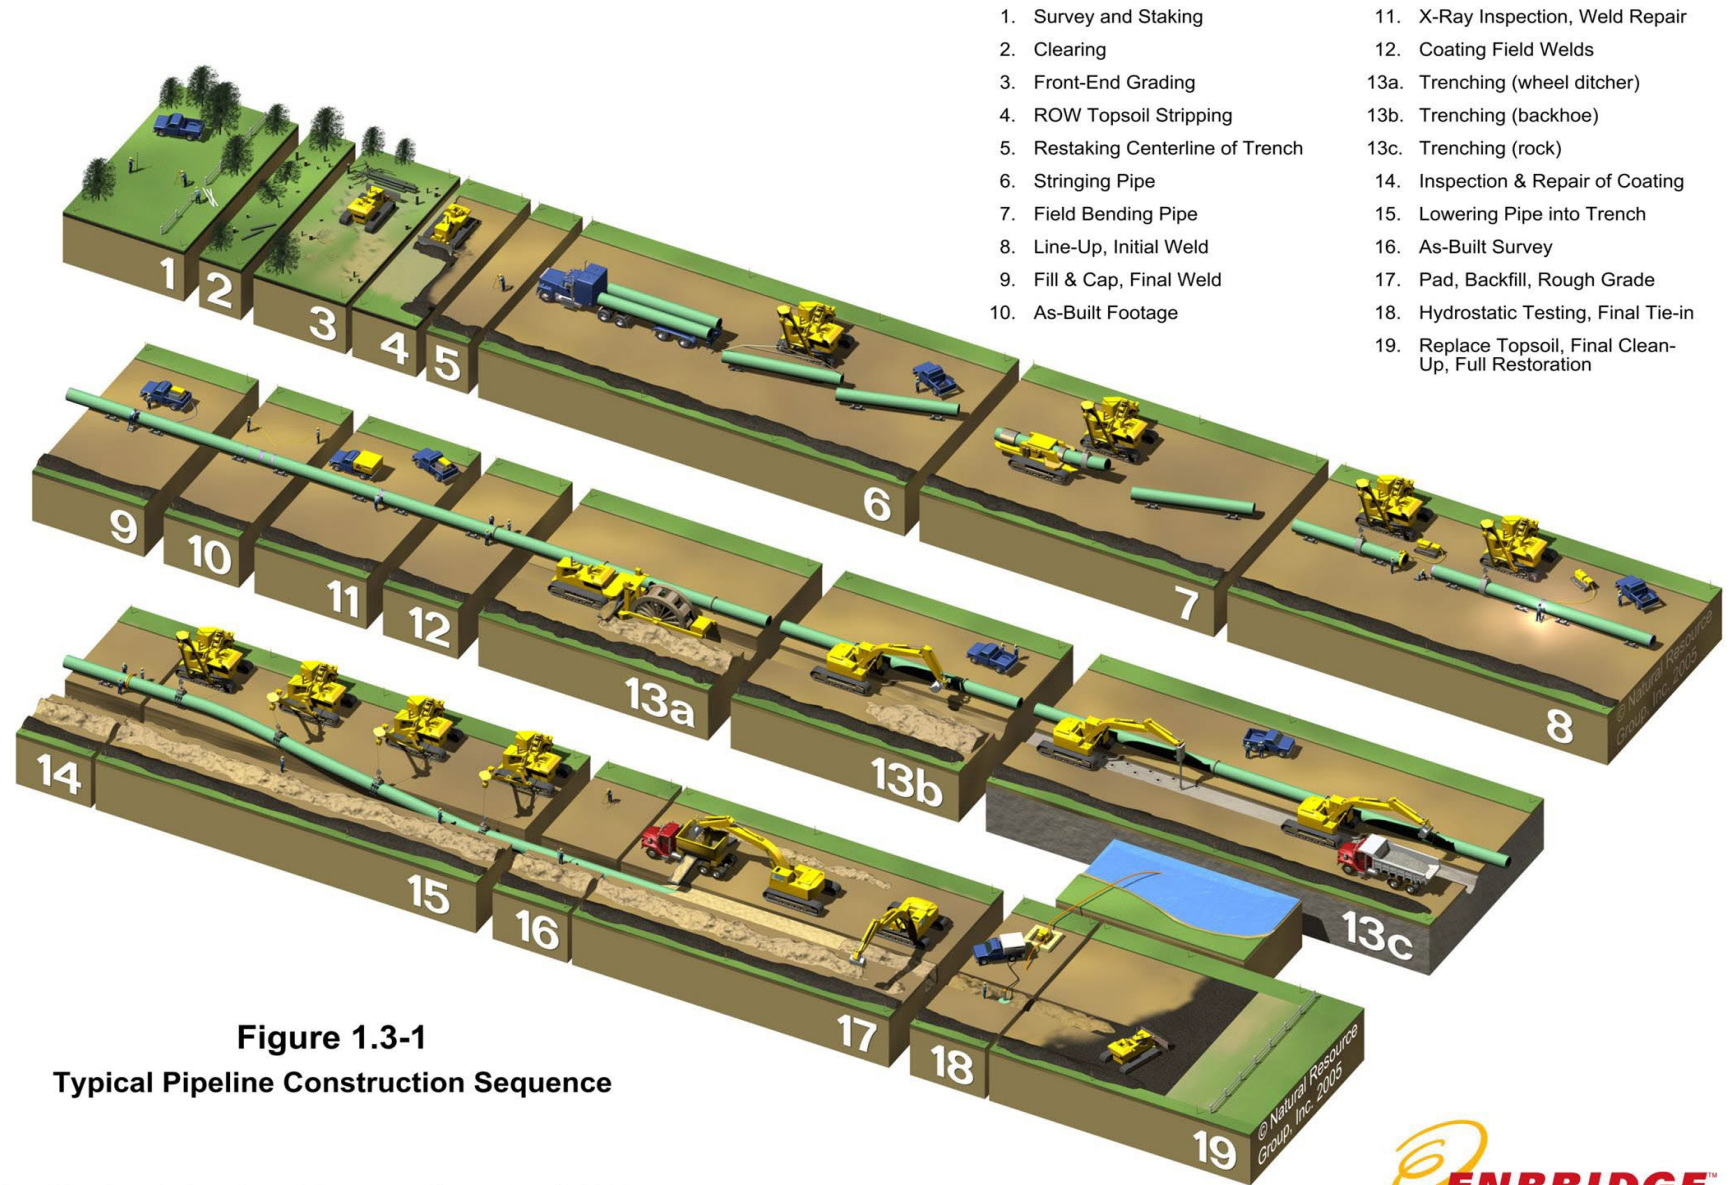 1. Survey and Staking
2. Clearing
3. Front-End Grading
4. ROW Topsoil Stripping
5. Restaking Centerline of Trench
6. Stringing Pipe
7. Field Bending Pipe
8. Line-Up, Initial Weld
9. Fill & Cap, Final Weld
10. As-Built Footage
11. X-Ray Inspection, Weld Repair
12. Coating Field Welds
13a. Trenching (wheel ditcher)
13b. Trenching (backhoe)
13c. Trenching (rock)
14. Inspection & Repair of Coating
15. Lowering Pipe into Trench
16. As-Built Survey
17. Pad, Backfill, Rough Grade
18. Hydrostatic Testing, Final Tie-in
19. Replace Topsoil, Final Clean-
Up, Full Restoration
1
2
3
4
5
6
7
8
© Natural Resource
Group, Inc. 2005
9
10
11
12
13a
13b
13c
14
15
16
17
18
19
© Natural Resource
Group, Inc. 2005
Figure 1.3-1
Typical Pipeline Construction Sequence
ENBRIDGE™